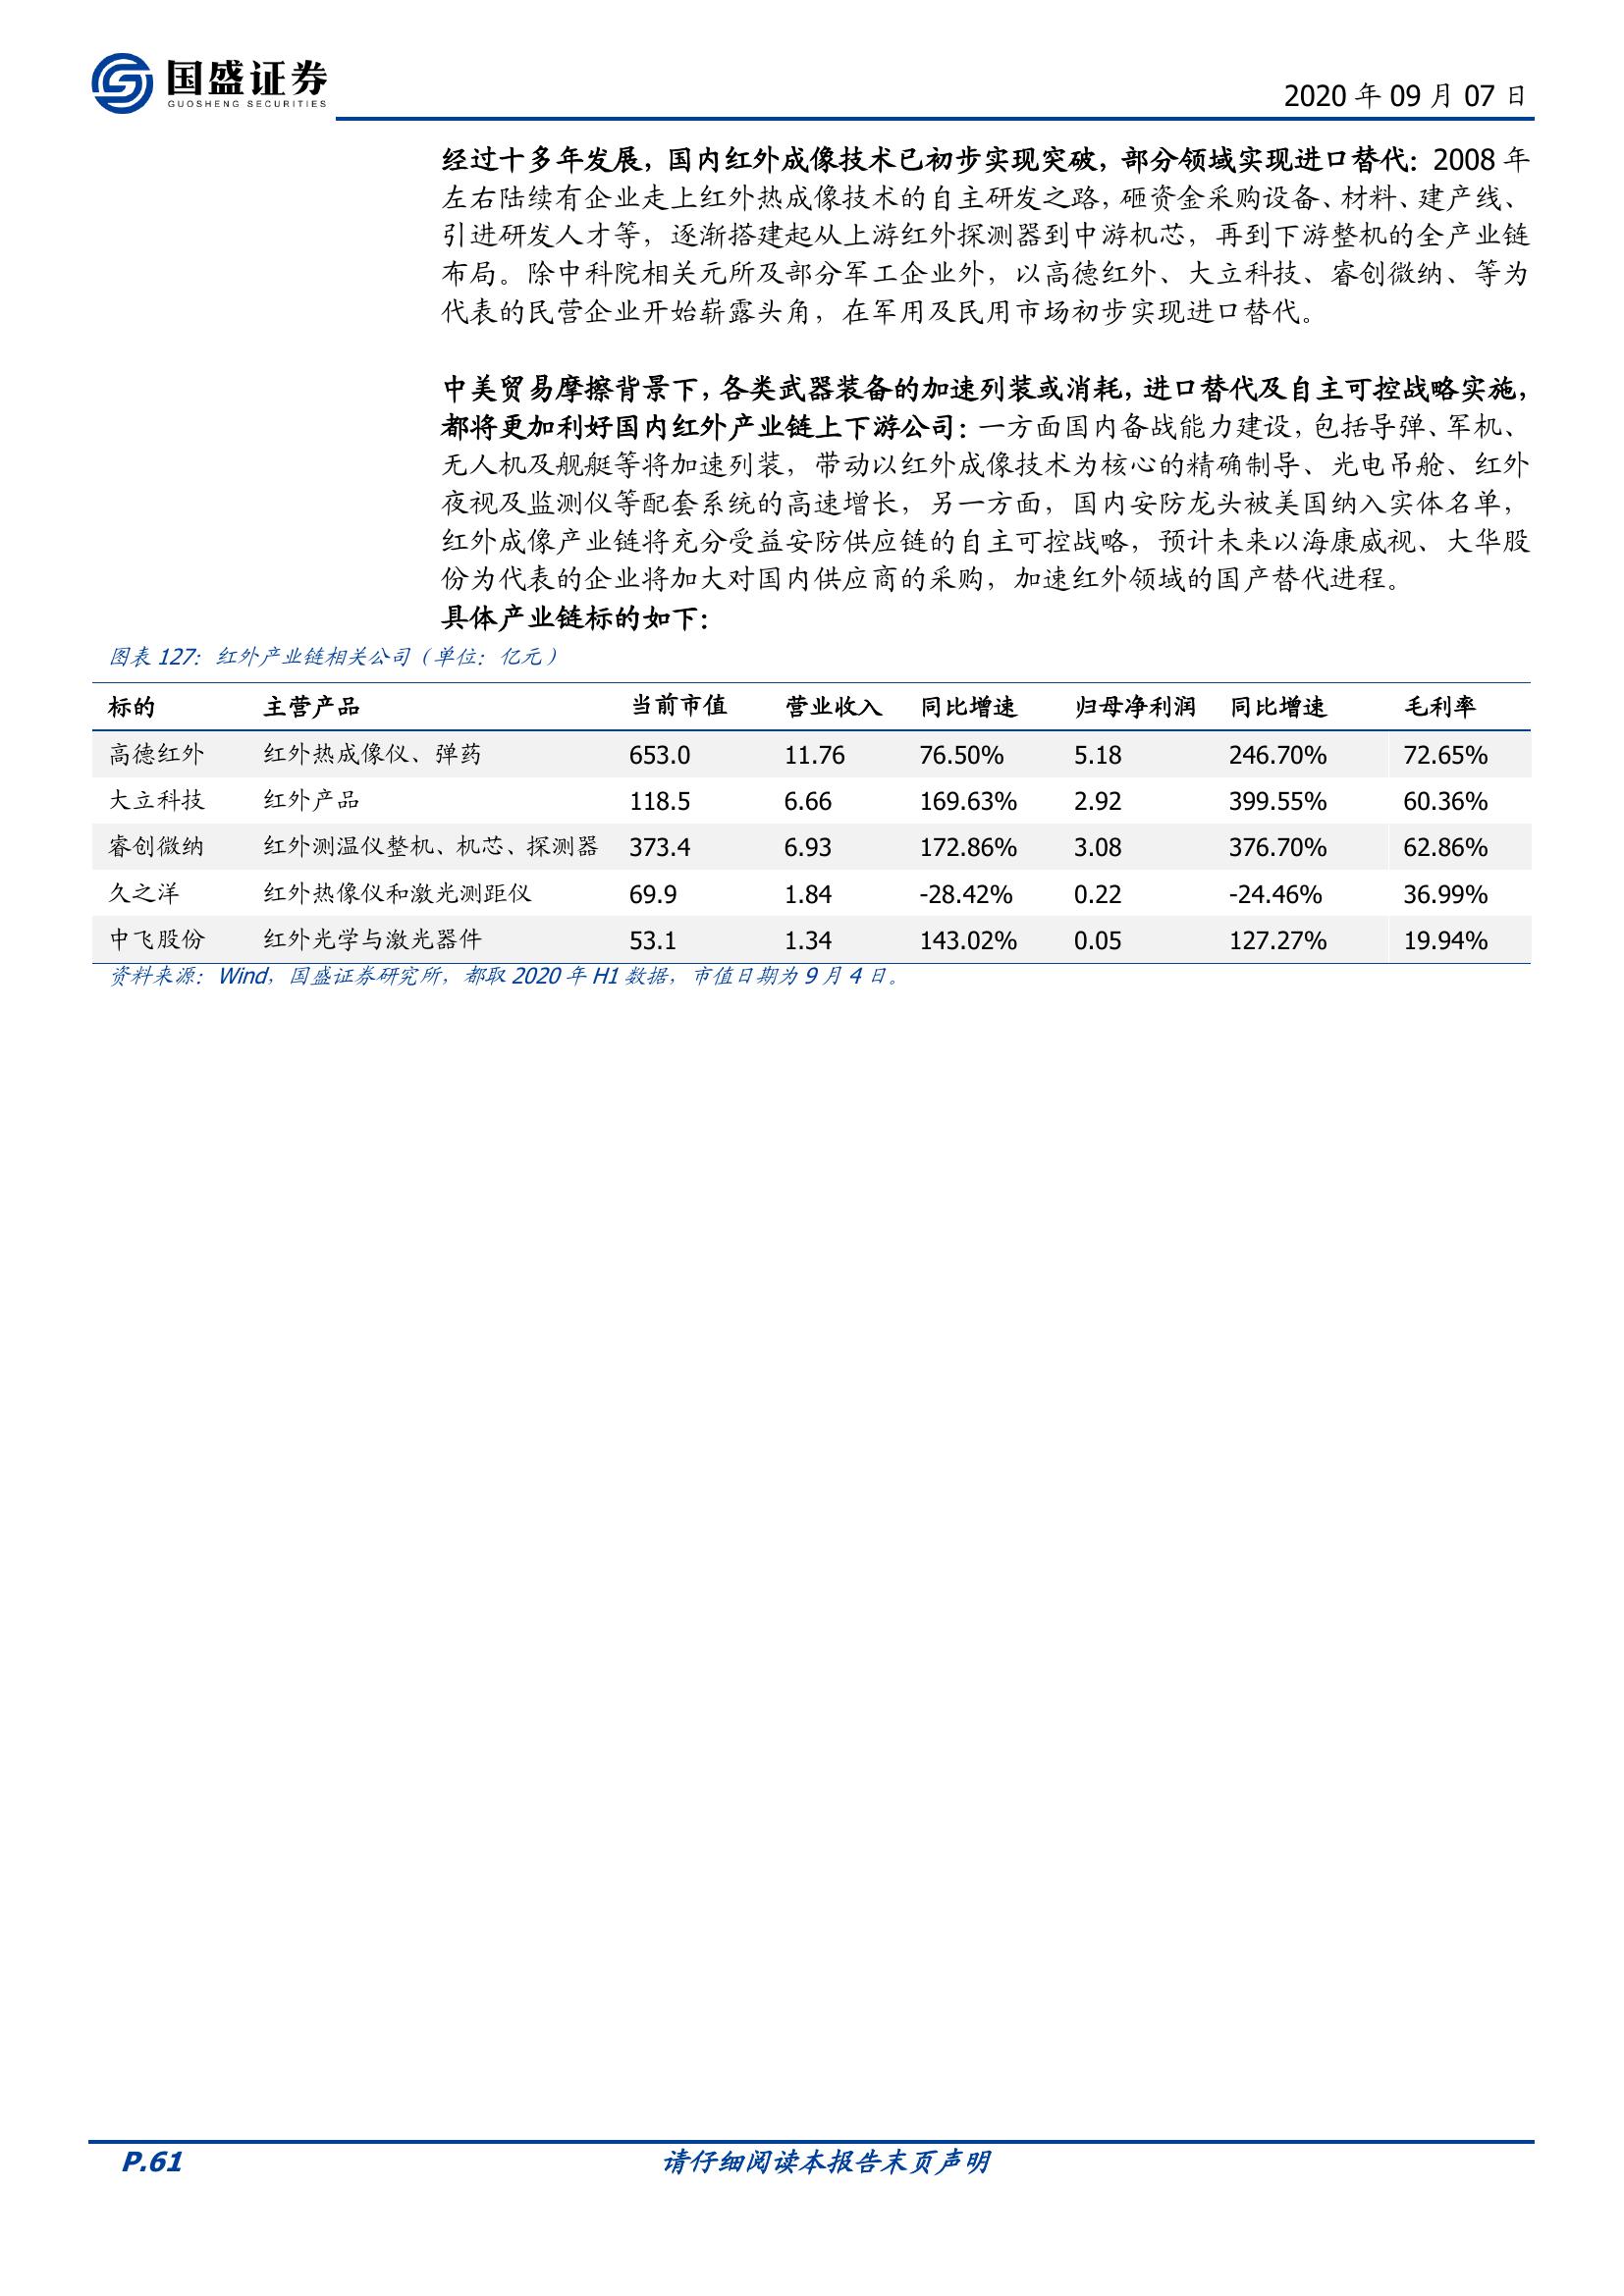 国盛证券
GUOSHENG SECURITIES
2020 年 09 月 07 日
经过十多年发展，国内红外成像技术已初步实现突破，部分领域实现进口替代：2008 年
左右陆续有企业走上红外热成像技术的自主研发之路，砸资金采购设备、材料、建产线、
引进研发人才等，逐渐搭建起从上游红外探测器到中游机芯，再到下游整机的全产业链
布局。除中科院相关元所及部分军工企业外，以高德红外、大立科技、睿创微纳、等为
代表的民营企业开始崭露头角，在军用及民用市场初步实现进口替代。
中美贸易摩擦背景下，各类武器装备的加速列装或消耗，进口替代及自主可控战略实施，
都将更加利好国内红外产业链上下游公司：一方面国内备战能力建设，包括导弹、军机、
无人机及舰艇等将加速列装，带动以红外成像技术为核心的精确制导、光电吊舱、红外
夜视及监测仪等配套系统的高速增长，另一方面，国内安防龙头被美国纳入实体名单，
红外成像产业链将充分受益安防供应链的自主可控战略，预计未来以海康威视、大华股
份为代表的企业将加大对国内供应商的采购，加速红外领域的国产替代进程。
具体产业链标的如下：
图表 127：红外产业链相关公司（单位：亿元）
标的 主营产品 当前市值 营业收入 同比增速 归母净利润 同比增速 毛利率
高德红外 红外热成像仪、弹药 653.0 11.76 76.50% 5.18 246.70% 72.65%
大立科技 红外产品 118.5 6.66 169.63% 2.92 399.55% 60.36%
睿创微纳 红外测温仪整机、机芯、探测器 373.4 6.93 172.86% 3.08 376.70% 62.86%
久之洋 红外热像仪和激光测距仪 69.9 1.84 -28.42% 0.22 -24.46% 36.99%
中飞股份 红外光学与激光器件 53.1 1.34 143.02% 0.05 127.27% 19.94%
资料来源：Wind，国盛证券研究所，都取 2020 年 H1 数据，市值日期为 9 月 4 日。
P.61 请仔细阅读本报告末页声明